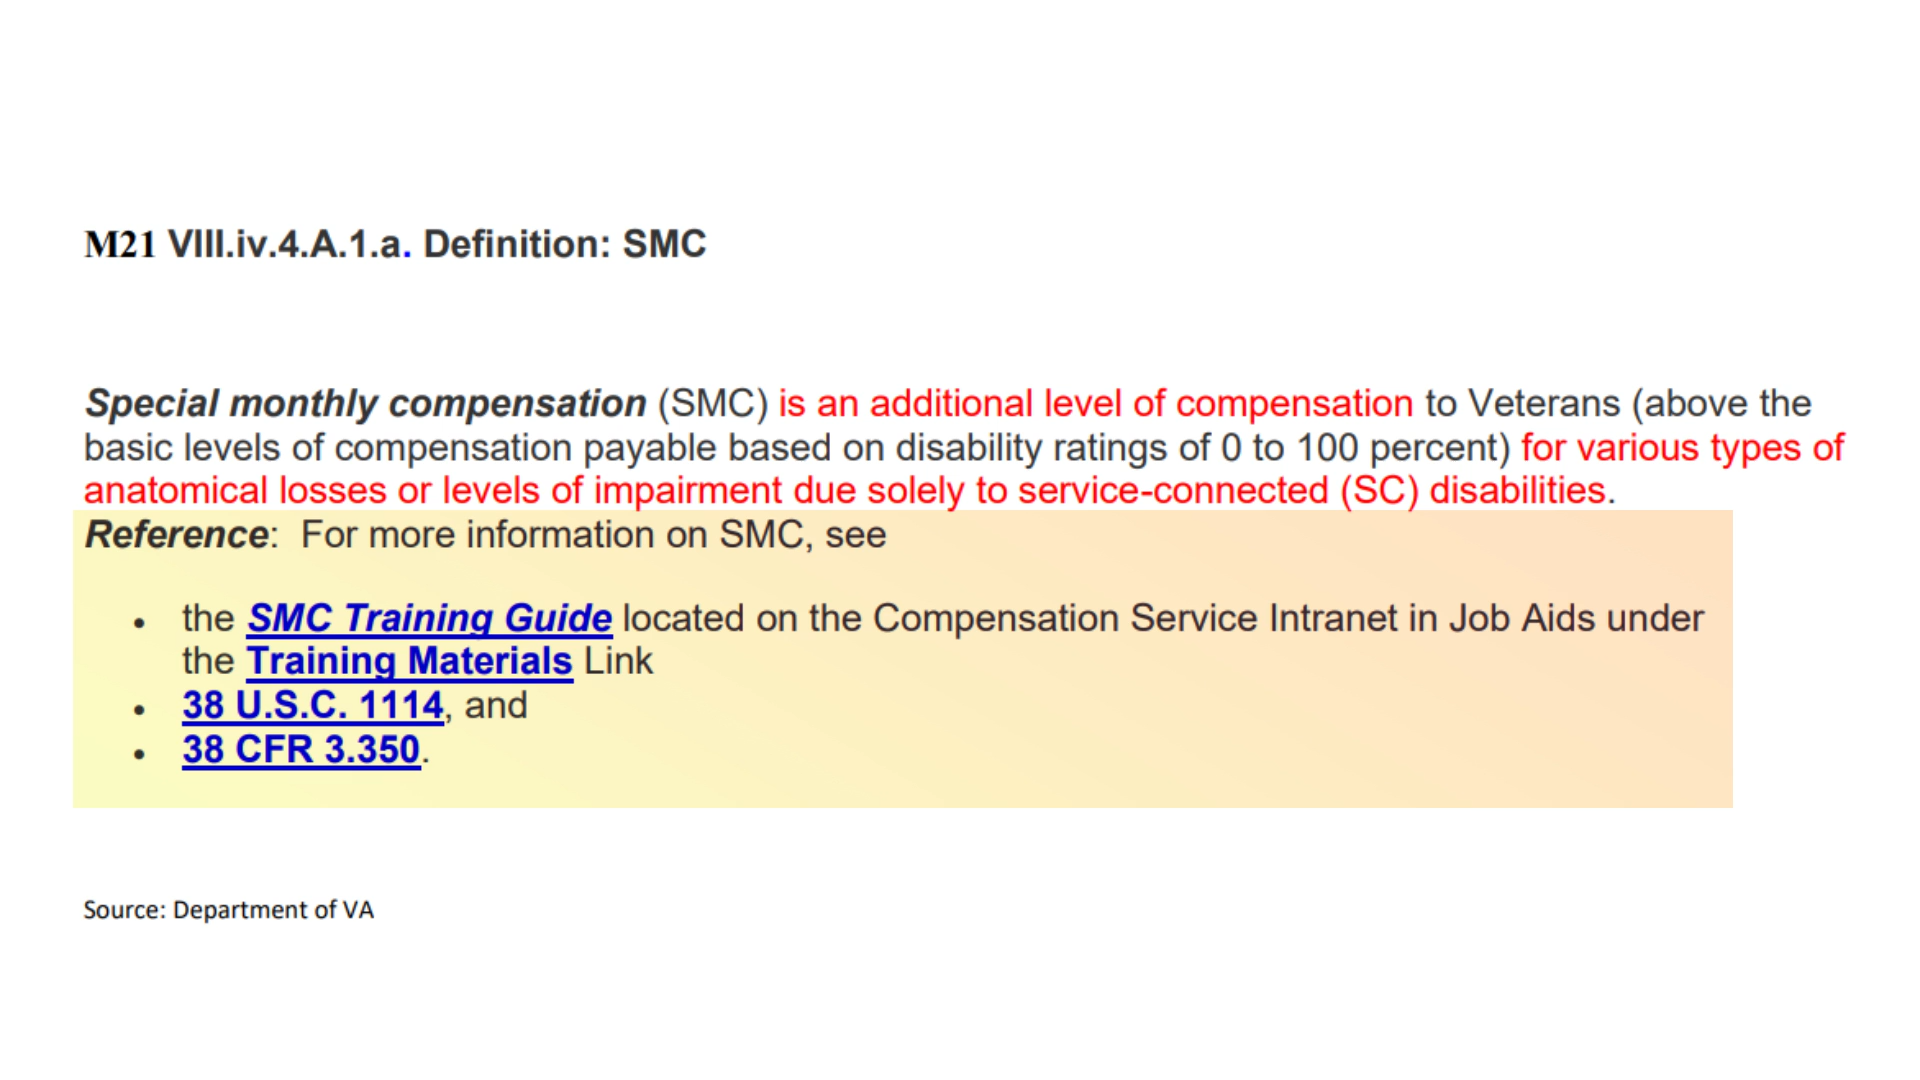 M21 VIII.iv.4.A.1.a. Definition: SMC
Special monthly compensation (SMC) is an additional level of compensation to Veterans (above the
basic levels of compensation payable based on disability ratings of 0 to 100 percent) for various types of
anatomical losses or levels of impairment due solely to service-connected (SC) disabilities.
Reference:  For more information on SMC, see
• the SMC Training Guide located on the Compensation Service Intranet in Job Aids under
the Training Materials Link
• 38 U.S.C. 1114, and
• 38 CFR 3.350.
Source: Department of VA